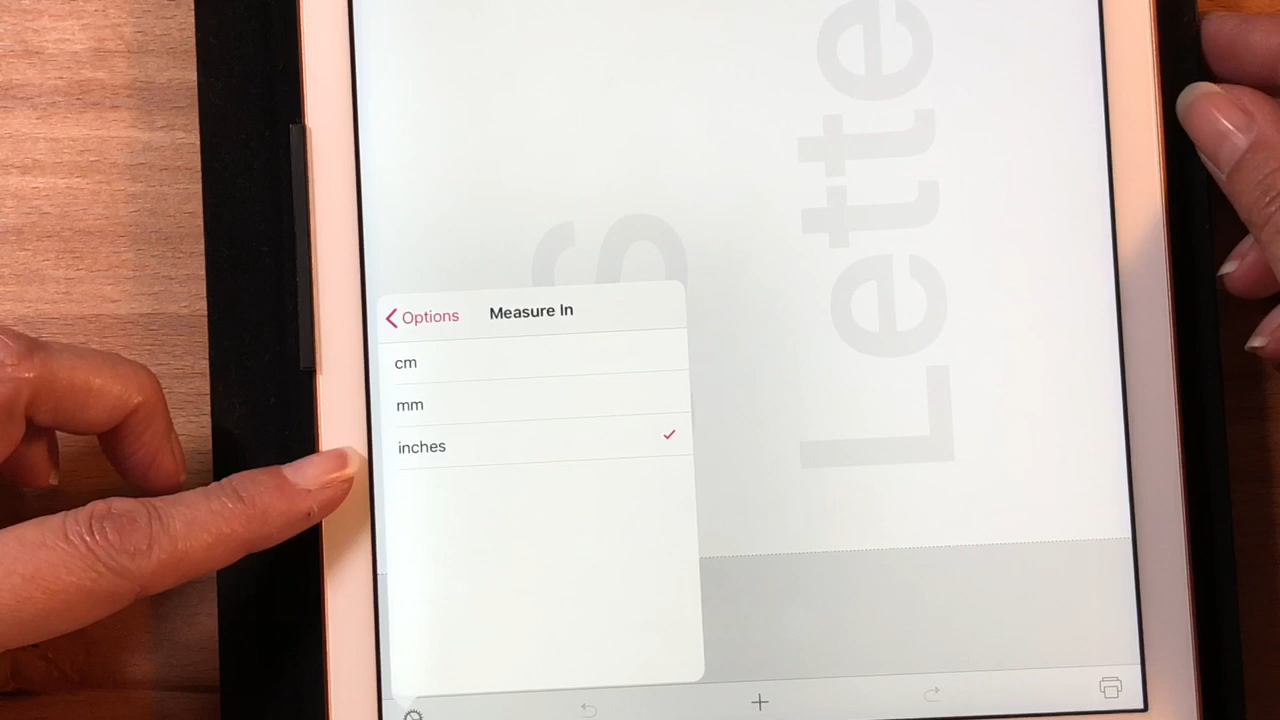 Options
Measure In
cm
mm
inches
Lette
S